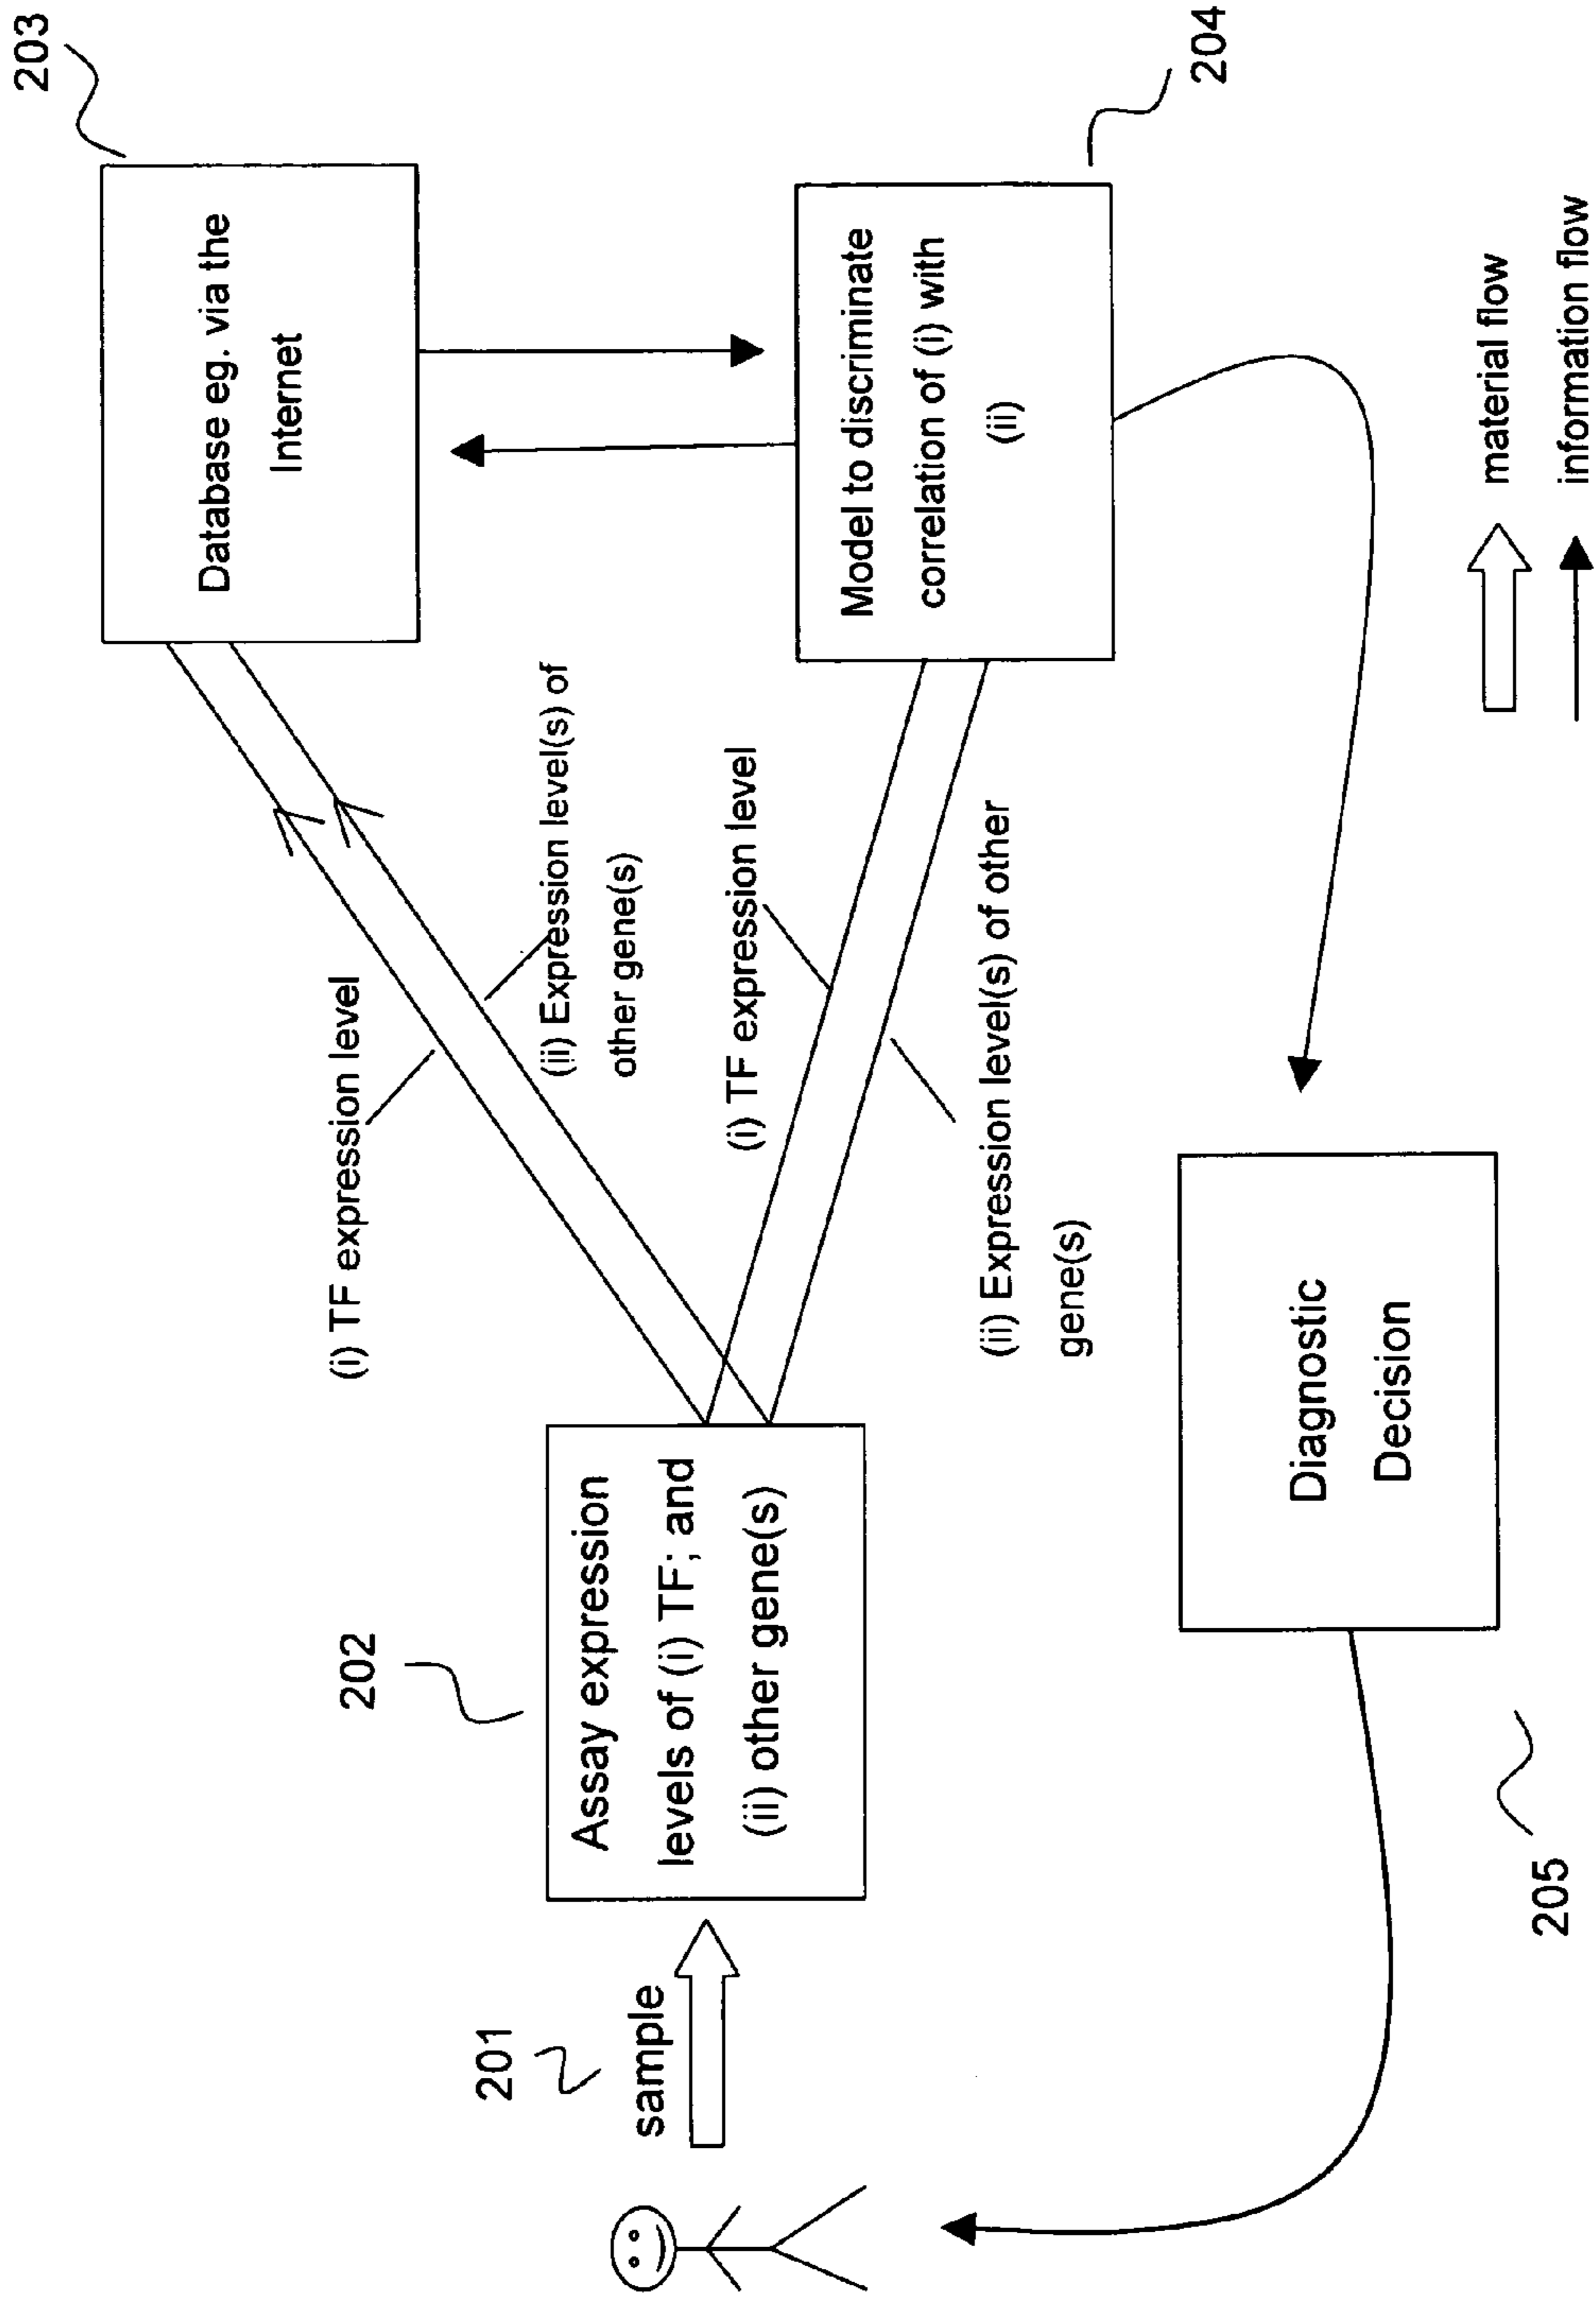 203
Database eg. via the
Internet
202
(i) TF expression level
(ii) Expression level(s) of
other gene(s)
201
sample
Assay expression
levels of (i) TF; and
(ii) other gene(s)
(i) TF expression level
(ii) Expression level(s) of other
gene(s)
Model to discriminate
correlation of (i) with
(ii)
204
Diagnostic
Decision
205
material flow
information flow